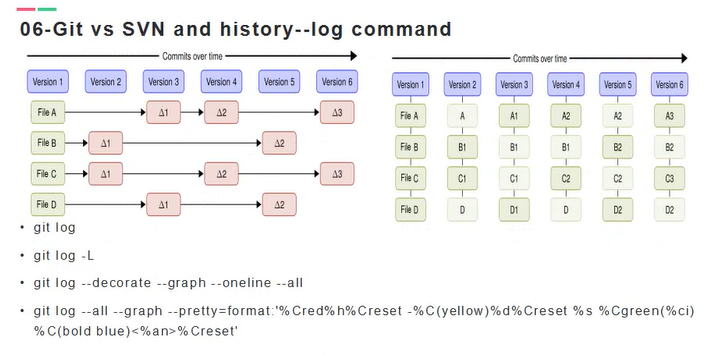 06-Git vs SVN and history--log command
Commits over time
Version 1 Version 2 Version 3 Version 4 Version 5 Version 6
File A Δ1 Δ2 Δ3
File B Δ1 Δ2
File C Δ1 Δ2 Δ3
File D Δ1 Δ2
Commits over time
Version 1 Version 2 Version 3 Version 4 Version 5 Version 6
File A A A1 A2 A2 A3
File B B1 B1 B1 B2 B2
File C C1 C1 C2 C2 C3
File D D D1 D D2 D2
• git log
• git log -L
• git log --decorate --graph --oneline --all
• git log --all --graph --pretty=format:'%Cred%h%Creset -%C(yellow)%d%Creset %s %Cgreen(%ci)
%C(bold blue)<%an>%Creset'